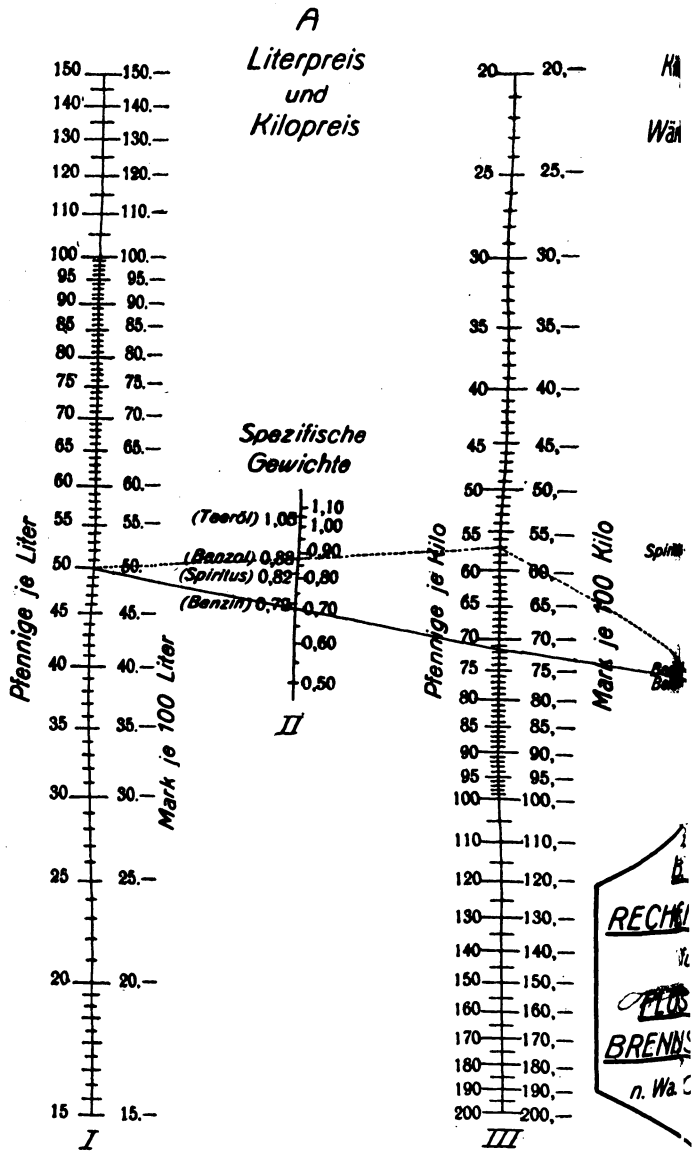 A
Literpreis
und
Kilopreis
150 150.—
140 140.—
130 130.—
120 120.—
110 110.—
100 100.—
95 95.—
90 90.—
85 85.—
80 80.—
75 75.—
70 70.—
65 65.—
60 60.—
55 55.—
50 50.—
45 45.—
40 40.—
35 35.—
30 30.—
25 25.—
20 20.—
15 15.—
Pfennige je Liter
Mark je 100 Liter
I
Spezifische
Gewichte
1,10
(Teeröl) 1,05
1,00
0,90
(Benzol) 0,88
(Spiritus) 0,82
0,80
(Benzin) 0,72
0,70
0,60
0,50
II
20 20,—
25 25,—
30 30,—
35 35,—
40 40,—
45 45,—
50 50,—
55 55,—
60 60,—
65 65,—
70 70,—
75 75,—
80 80,—
85 85,—
90 90,—
95 95,—
100 100,—
110 110,—
120 120,—
130 130,—
140 140,—
150 150,—
160 160,—
170 170,—
180 180,—
190 190,—
200 200,—
Pfennige je Kilo
Mark je 100 Kilo
III
RECHEN
BRENNS
n. Wa.